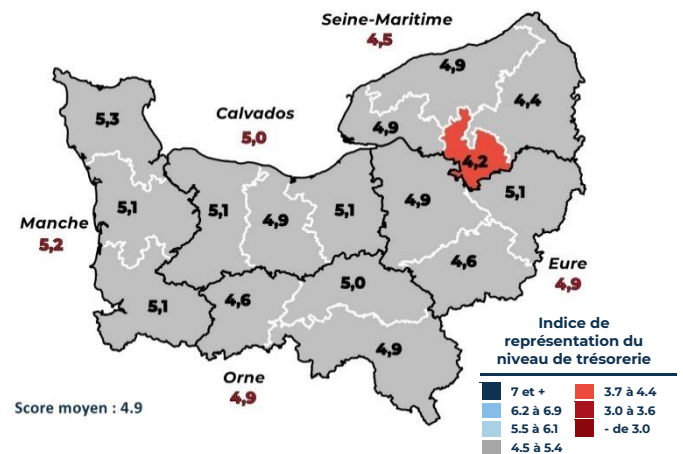 Seine-Maritime
4,5
4,9
5,3
4,4
Calvados
5,0
4,9
4,2
5,1
5,1
4,9
5,1
5,1
4,9
Manche
5,2
4,6
Eure
4,9
5,0
5,1
4,6
4,9
Orne
4,9
Score moyen : 4.9
Indice de
représentation du
niveau de trésorerie
7 et +
3.7 à 4.4
6.2 à 6.9
3.0 à 3.6
5.5 à 6.1
- de 3.0
4.5 à 5.4